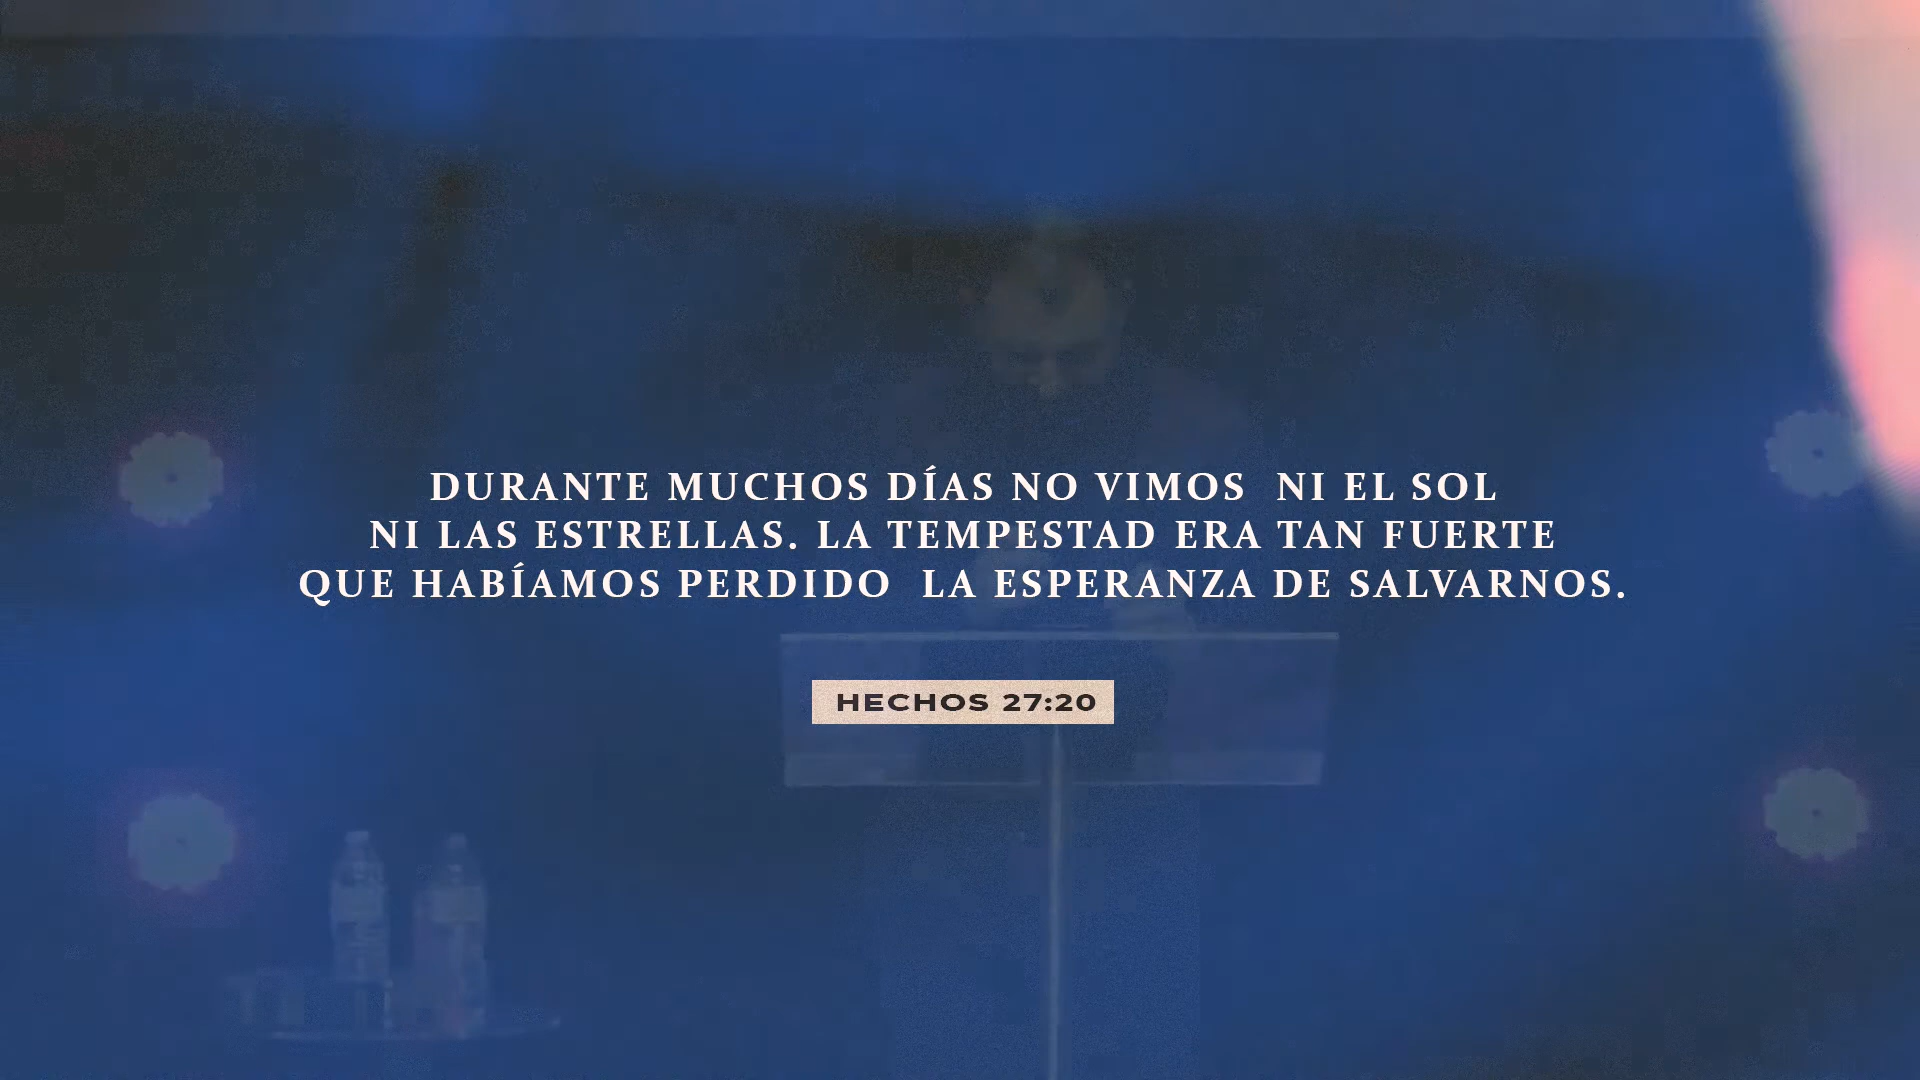 DURANTE MUCHOS DÍAS NO VIMOS NI EL SOL
NI LAS ESTRELLAS. LA TEMPESTAD ERA TAN FUERTE
QUE HABÍAMOS PERDIDO LA ESPERANZA DE SALVARNOS.
HECHOS 27:20